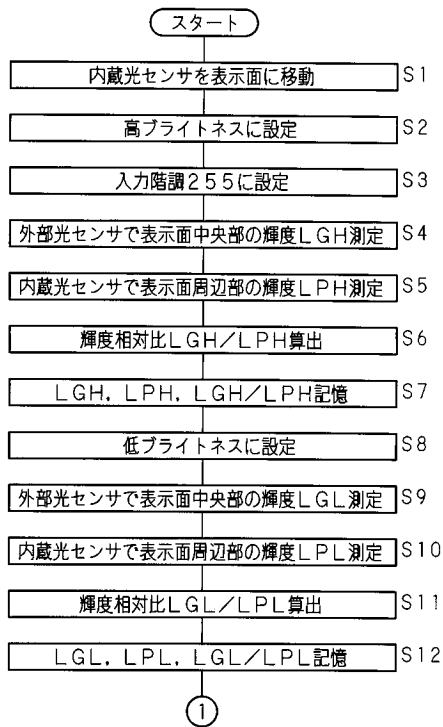 スタート
内蔵光センサを表示面に移動 S1
高ブライトネスに設定 S2
入力階調255に設定 S3
外部光センサで表示面中央部の輝度LGH測定 S4
内蔵光センサで表示面周辺部の輝度LPH測定 S5
輝度相対比LGH/LPH算出 S6
LGH, LPH, LGH/LPH記憶 S7
低ブライトネスに設定 S8
外部光センサで表示面中央部の輝度LGL測定 S9
内蔵光センサで表示面周辺部の輝度LPL測定 S10
輝度相対比LGL/LPL算出 S11
LGL, LPL, LGL/LPL記憶 S12
1